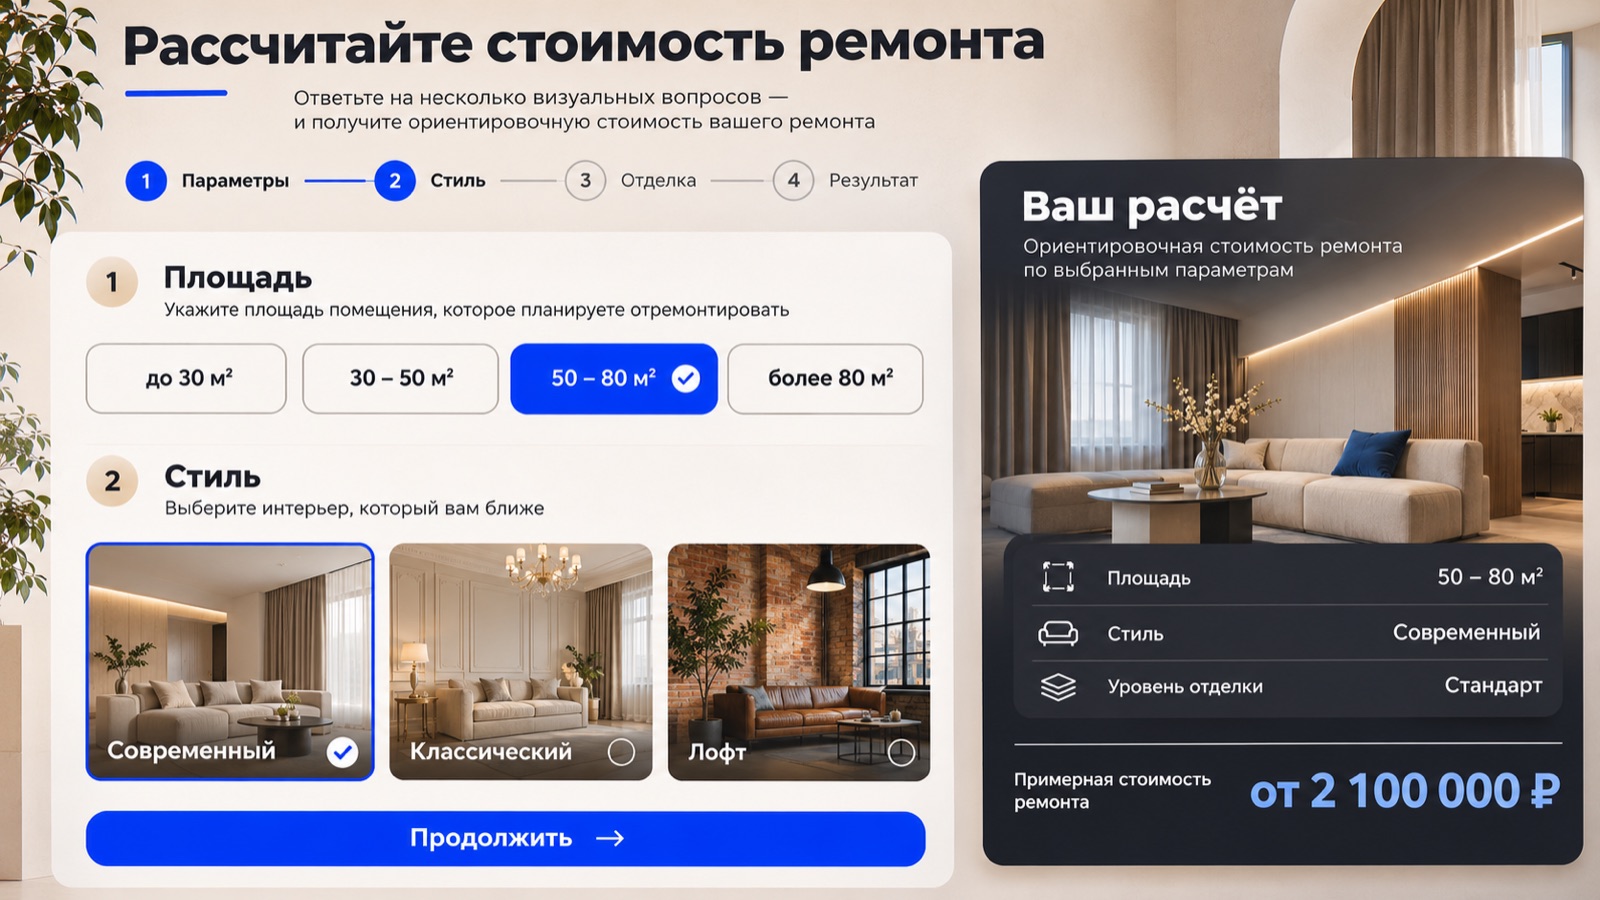 Рассчитайте стоимость ремонта
Ответьте на несколько визуальных вопросов —
и получите ориентировочную стоимость вашего ремонта
1 Параметры 2 Стиль 3 Отделка 4 Результат
1 Площадь
Укажите площадь помещения, которое планируете отремонтировать
до 30 м² 30 – 50 м² 50 – 80 м² более 80 м²
2 Стиль
Выберите интерьер, который вам ближе
Современный Классический Лофт
Продолжить →
Ваш расчёт
Ориентировочная стоимость ремонта
по выбранным параметрам
Площадь 50 – 80 м²
Стиль Современный
Уровень отделки Стандарт
Примерная стоимость
ремонта
от 2 100 000 ₽